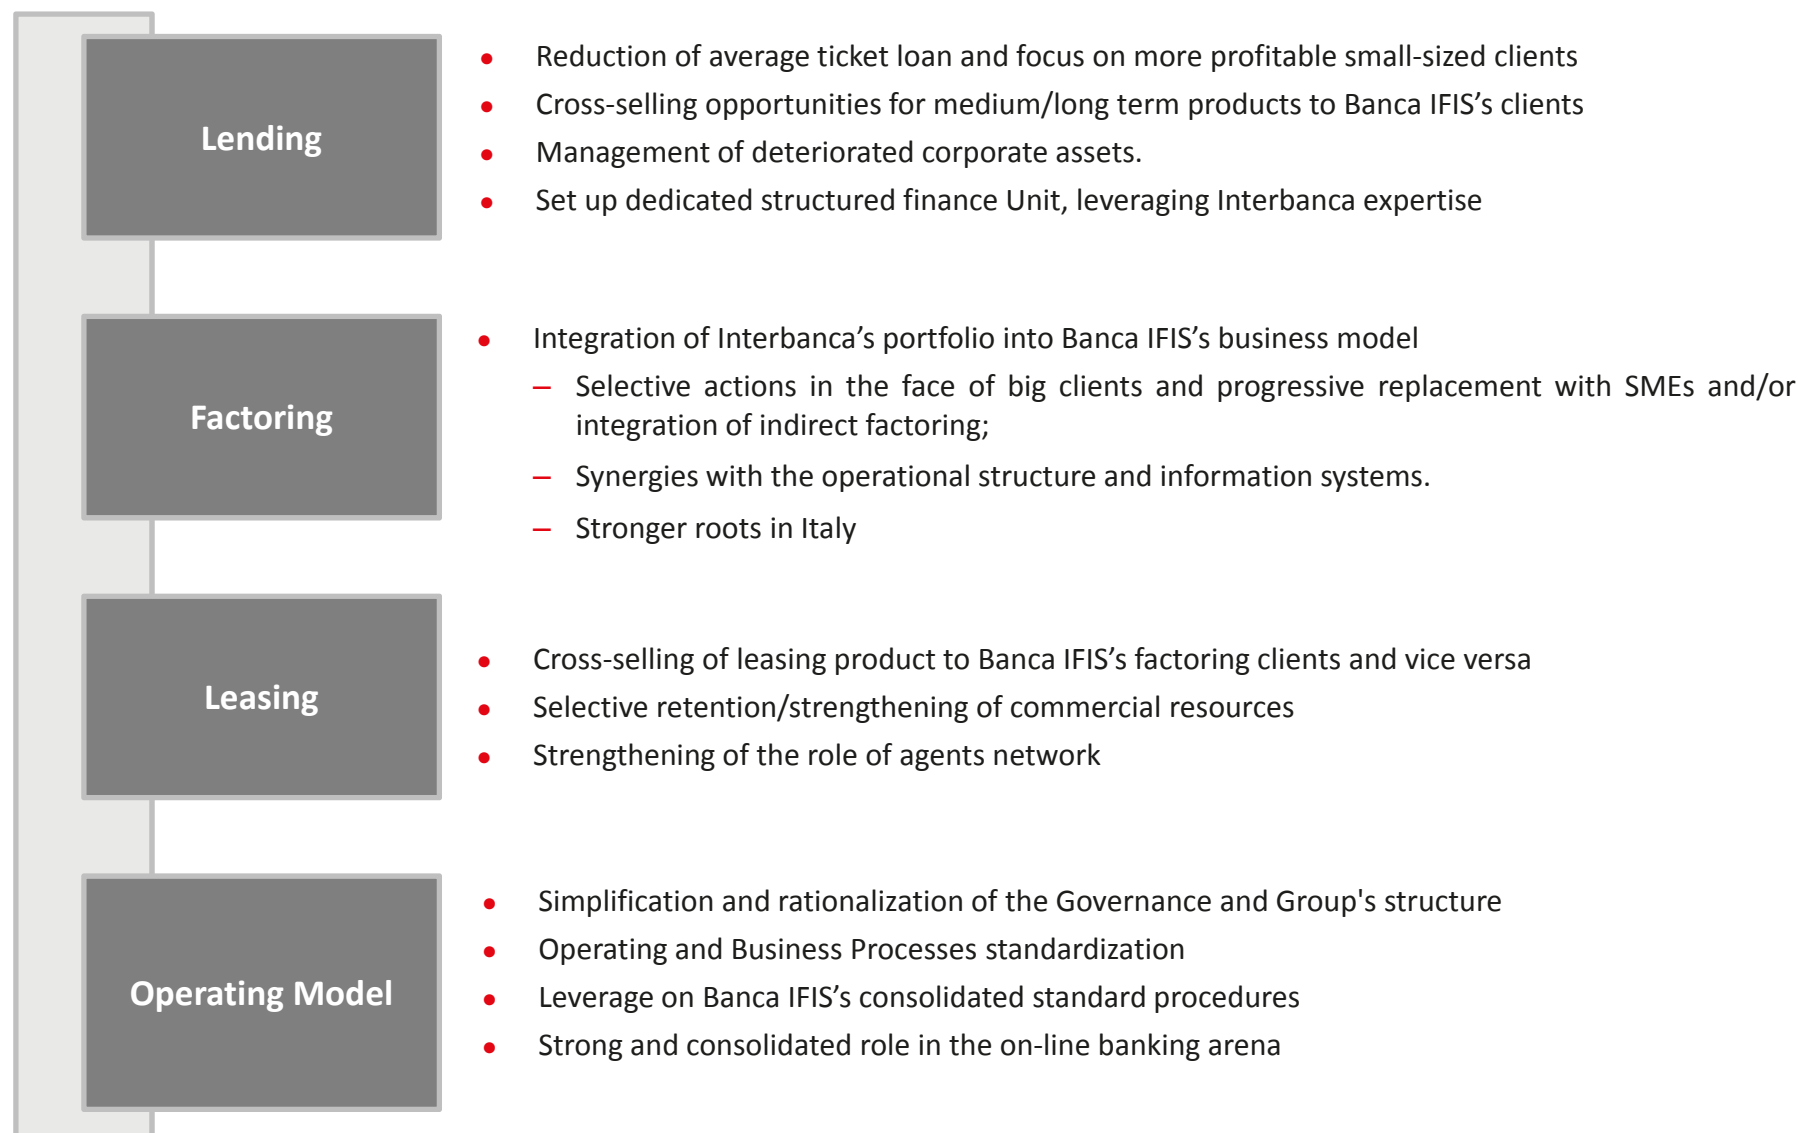 Lending
Reduction of average ticket loan and focus on more profitable small-sized clients
Cross-selling opportunities for medium/long term products to Banca IFIS’s clients
Management of deteriorated corporate assets.
Set up dedicated structured finance Unit, leveraging Interbanca expertise
Factoring
Integration of Interbanca’s portfolio into Banca IFIS’s business model
– Selective actions in the face of big clients and progressive replacement with SMEs and/or
integration of indirect factoring;
– Synergies with the operational structure and information systems.
– Stronger roots in Italy
Leasing
Cross-selling of leasing product to Banca IFIS’s factoring clients and vice versa
Selective retention/strengthening of commercial resources
Strengthening of the role of agents network
Operating Model
Simplification and rationalization of the Governance and Group's structure
Operating and Business Processes standardization
Leverage on Banca IFIS’s consolidated standard procedures
Strong and consolidated role in the on-line banking arena